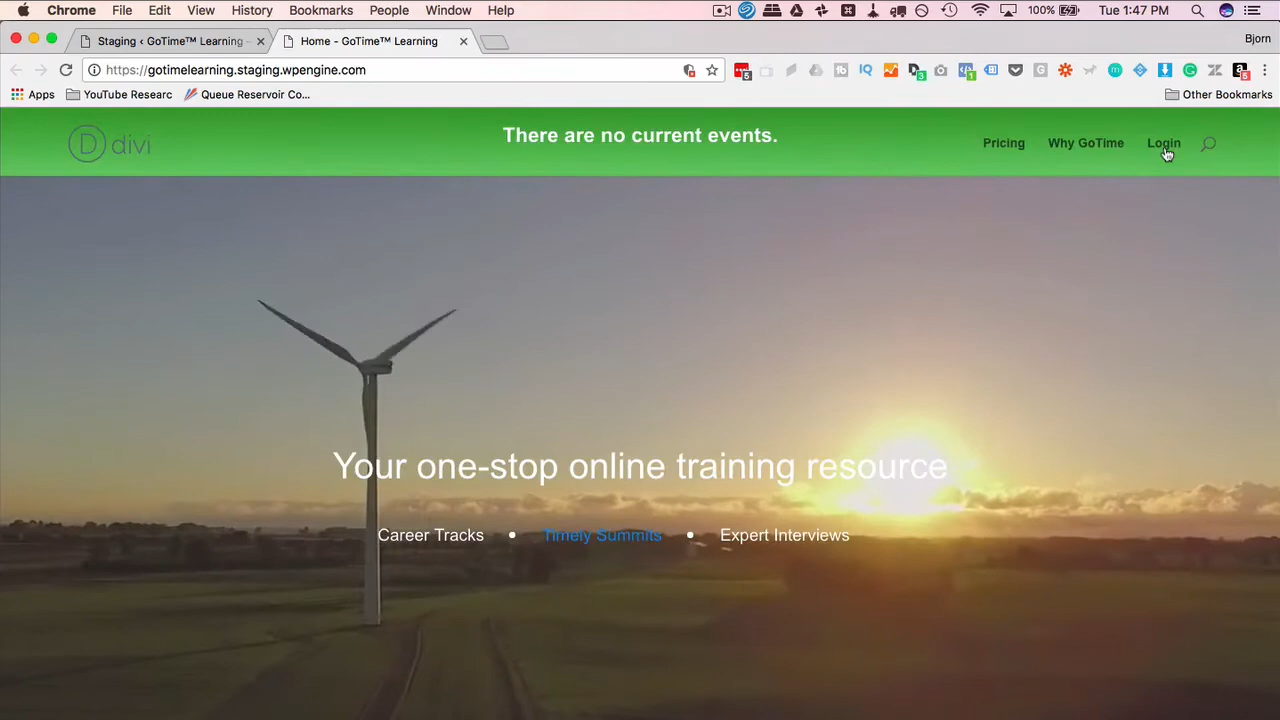 Chrome File Edit View History Bookmarks People Window Help 100% Tue 1:47 PM
Staging ‹ GoTime™ Learning
Home - GoTime™ Learning
Bjorn
https://gotimelearning.staging.wpengine.com
Apps YouTube Researc Queue Reservoir Co... Other Bookmarks
There are no current events.
D divi
Pricing Why GoTime Login
Your one-stop online training resource
Career Tracks • Timely Summits • Expert Interviews